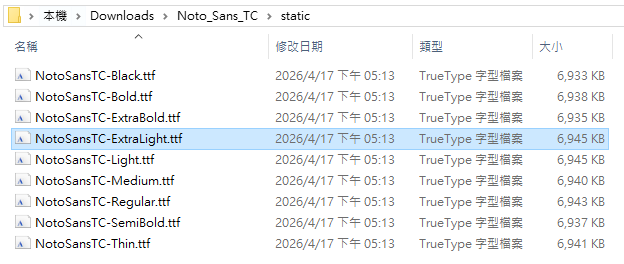 本機 > Downloads > Noto_Sans_TC > static
名稱 修改日期 類型 大小
NotoSansTC-Black.ttf 2026/4/17 下午 05:13 TrueType 字型檔案 6,933 KB
NotoSansTC-Bold.ttf 2026/4/17 下午 05:13 TrueType 字型檔案 6,938 KB
NotoSansTC-ExtraBold.ttf 2026/4/17 下午 05:13 TrueType 字型檔案 6,935 KB
NotoSansTC-ExtraLight.ttf 2026/4/17 下午 05:13 TrueType 字型檔案 6,945 KB
NotoSansTC-Light.ttf 2026/4/17 下午 05:13 TrueType 字型檔案 6,945 KB
NotoSansTC-Medium.ttf 2026/4/17 下午 05:13 TrueType 字型檔案 6,940 KB
NotoSansTC-Regular.ttf 2026/4/17 下午 05:13 TrueType 字型檔案 6,943 KB
NotoSansTC-SemiBold.ttf 2026/4/17 下午 05:13 TrueType 字型檔案 6,937 KB
NotoSansTC-Thin.ttf 2026/4/17 下午 05:13 TrueType 字型檔案 6,941 KB